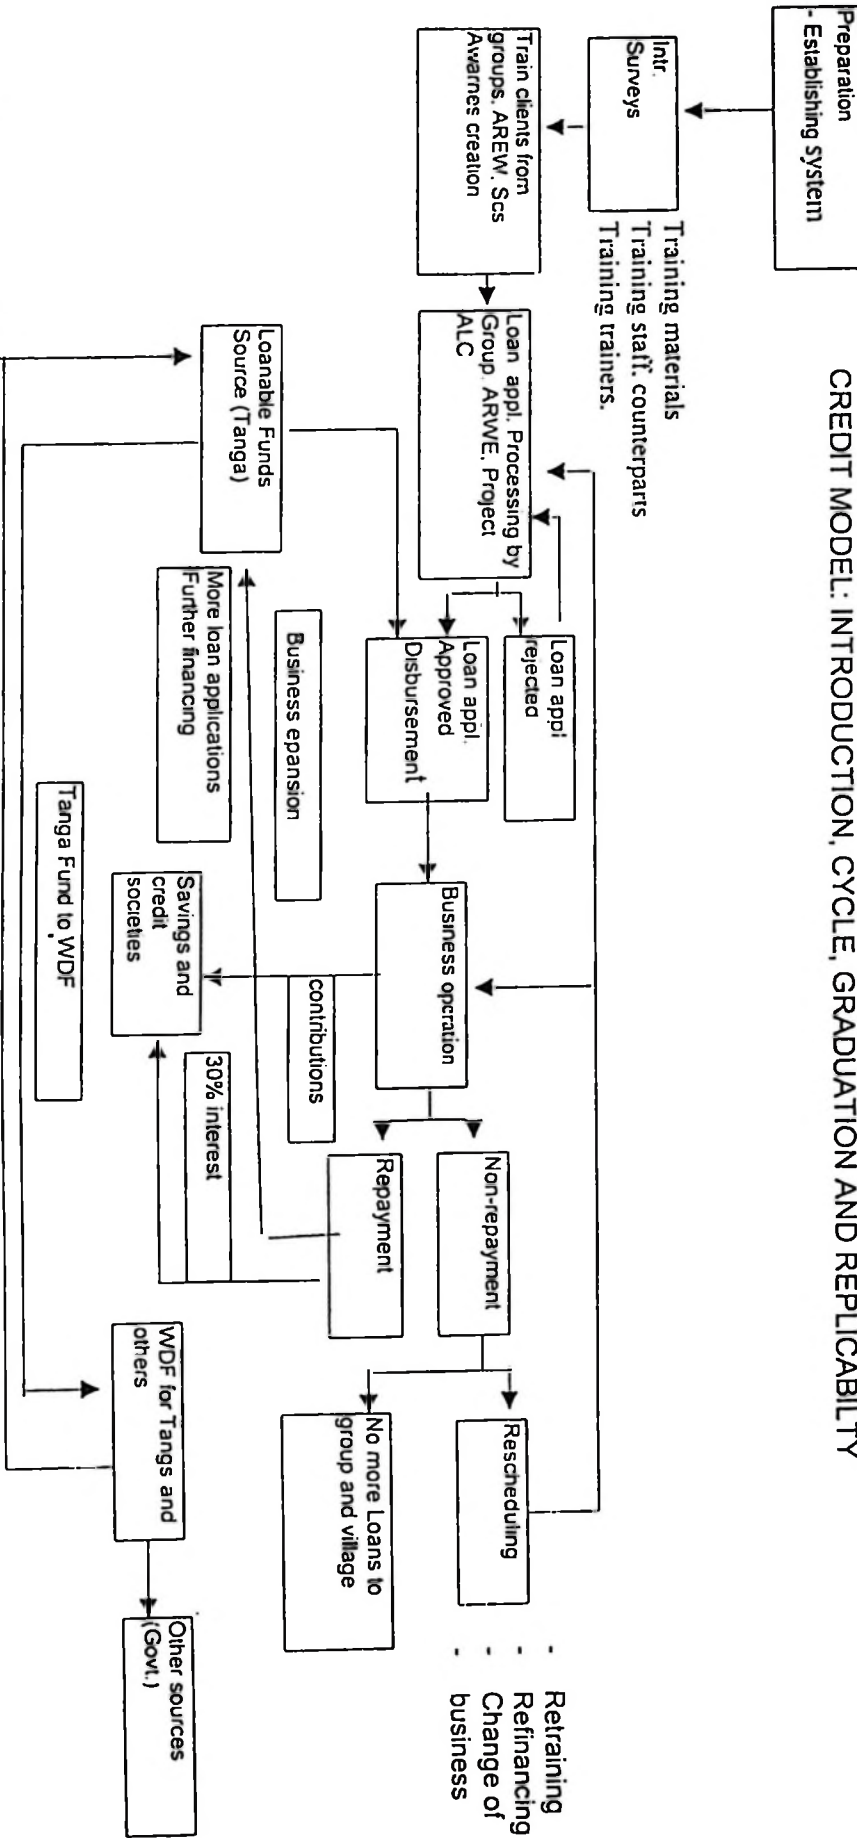 CREDIT MODEL: INTRODUCTION, CYCLE, GRADUATION AND REPLICABILTY
Preparation
- Establishing system
Intr.
Surveys
Training materials
Training staff. counterparts
Training trainers.
Train clients from
groups. AREW. Scs
Awarnes creation
Loan appl. Processing by
Group. ARWE. Project
ALC
Loan appl
rejected
Loan appl.
Approved
Disbursement
Business operation
Non-repayment
Repayment
Rescheduling
- Retraining
- Refinancing
- Change of
business
No more Loans to
group and village
Loanable Funds
Source (Tanga)
Business epansion
More loan applications
Further financing
contributions
Savings and
credit
societies
30% interest
Tanga Fund to WDF
WDF for Tangs and
others
Other sources
(Govt.)